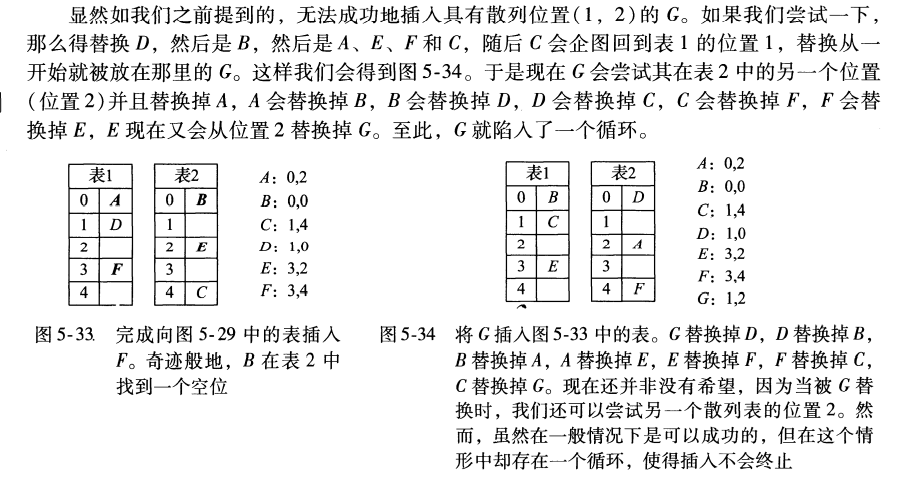 显然如我们之前提到的，无法成功地插入具有散列位置(1，2)的 G。如果我们尝试一下，
那么得替换 D，然后是 B，然后是 A、E、F 和 C，随后 C 会企图回到表 1 的位置 1，替换从一
开始就被放在那里的 G。这样我们会得到图 5-34。于是现在 G 会尝试其在表 2 中的另一个位置
(位置 2)并且替换掉 A，A 会替换掉 B，B 会替换掉 D，D 会替换掉 C，C 会替换掉 F，F 会替
换掉 E，E 现在又会从位置 2 替换掉 G。至此，G 就陷入了一个循环。
表1
0 A
1 D
2
3 F
4
表2
0 B
1
2 E
3
4 C
A：0,2
B：0,0
C：1,4
D：1,0
E：3,2
F：3,4
图 5-33 完成向图 5-29 中的表插入
F。奇迹般地，B 在表 2 中
找到一个空位
表1
0 B
1 C
2
3 E
4
表2
0 D
1
2 A
3
4 F
A：0,2
B：0,0
C：1,4
D：1,0
E：3,2
F：3,4
G：1,2
图 5-34 将 G 插入图 5-33 中的表。G 替换掉 D，D 替换掉 B，
B 替换掉 A，A 替换掉 E，E 替换掉 F，F 替换掉 C，
C 替换掉 G。现在还并非没有希望，因为当被 G 替
换时，我们还可以尝试另一个散列表的位置 2。然
而，虽然在一般情况下是可以成功的，但在这个情
形中却存在一个循环，使得插入不会终止